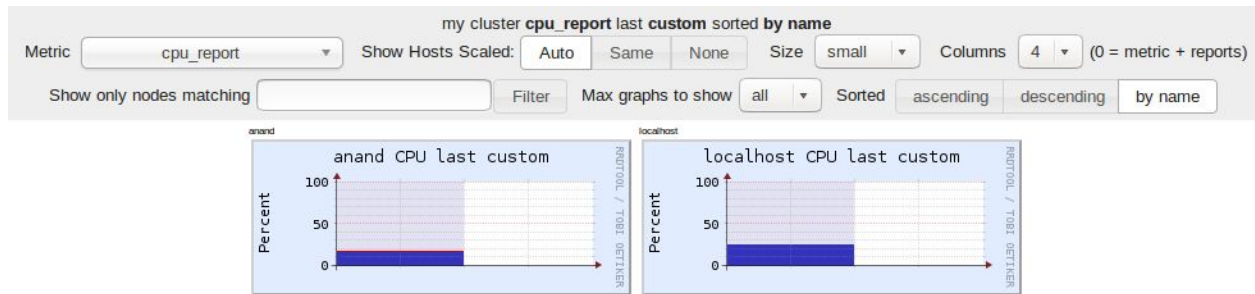 my cluster cpu_report last custom sorted by name
Metric cpu_report Show Hosts Scaled: Auto Same None Size small Columns 4 (0 = metric + reports)
Show only nodes matching Filter Max graphs to show all Sorted ascending descending by name
anand
anand CPU last custom
Percent
100
50
0
RRDTOOL / TOBI OETIKER
localhost
localhost CPU last custom
Percent
100
50
0
RRDTOOL / TOBI OETIKER